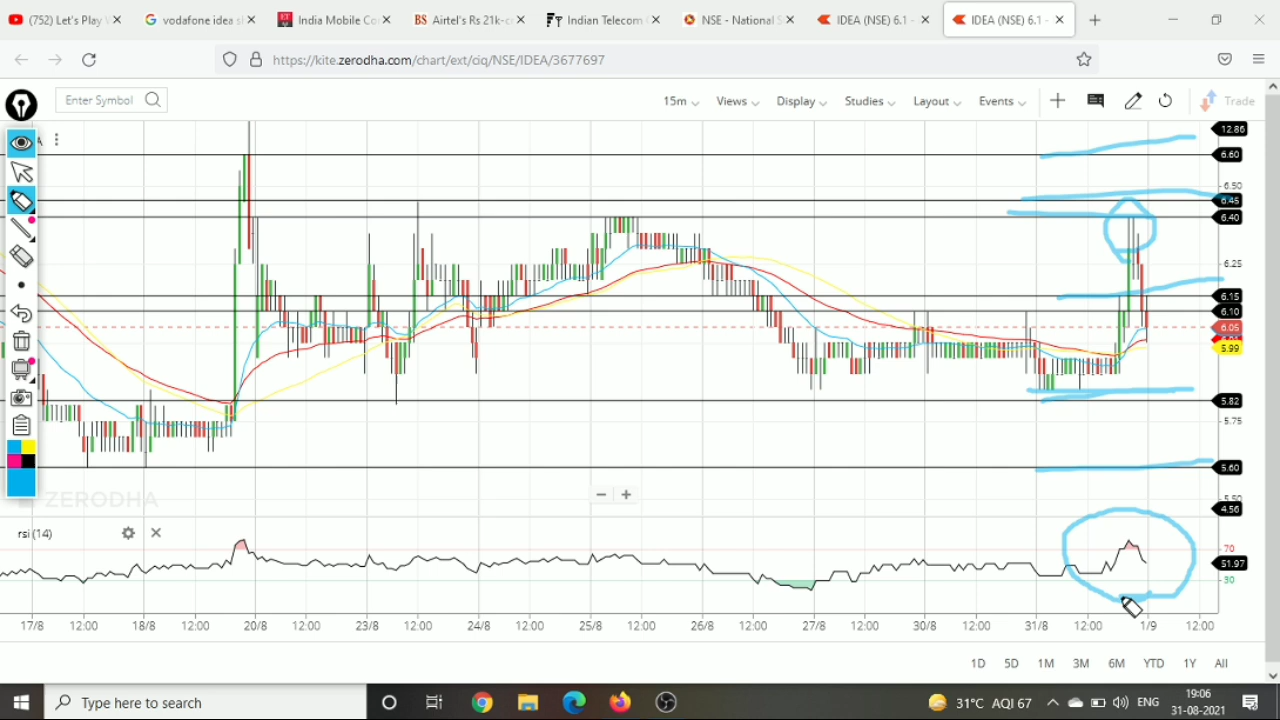 (752) Let's Play V
vodafone idea sh
India Mobile Co
BS Airtel's Rs 21k-c
Indian Telecom
NSE - National S
IDEA (NSE) 6.1 -
IDEA (NSE) 6.1 -
https://kite.zerodha.com/chart/ext/ciq/NSE/IDEA/3677697
Enter Symbol
15m Views Display Studies Layout Events Trade
A
12.86
6.60
6.50
6.45
6.40
6.25
6.15
6.10
6.05
5.99
5.82
5.75
5.60
5.50
4.56
ZERODHA
rsi (14)
70
51.97
30
17/8 12:00 18/8 12:00 20/8 12:00 23/8 12:00 24/8 12:00 25/8 12:00 26/8 12:00 27/8 12:00 30/8 12:00 31/8 12:00 1/9 12:00
1D 5D 1M 3M 6M YTD 1Y All
Type here to search
31°C AQI 67
ENG
19:06
31-08-2021